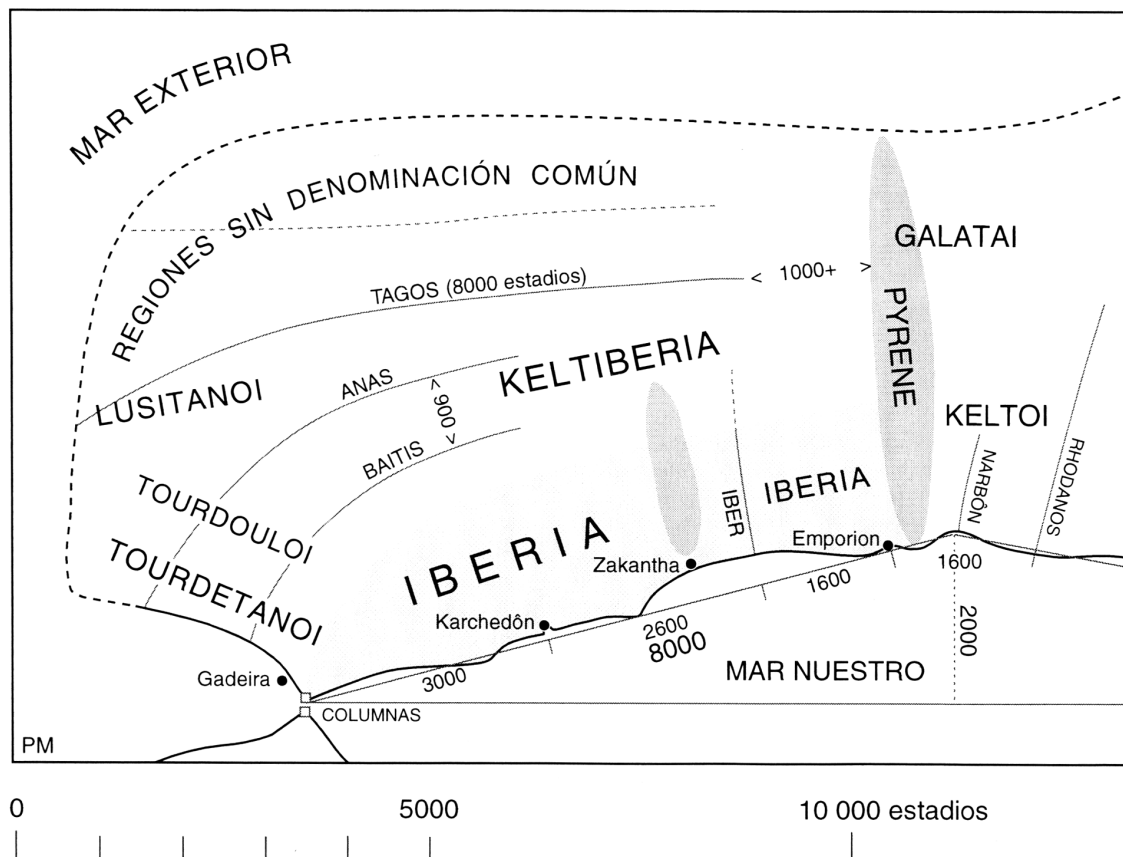 MAR EXTERIOR
REGIONES SIN DENOMINACIÓN COMÚN
GALATAI
TAGOS (8000 estadios)
< 1000+ >
PYRENE
KELTIBERIA
LUSITANOI
ANAS
< 900 >
BAITIS
KELTOI
NARBÔN
RHODANOS
TOURDOULOI
IBER
IBERIA
TOURDETANOI
IBERIA
Zakantha
Emporion
1600
1600
Karchedôn
2600
8000
2000
3000
MAR NUESTRO
Gadeira
COLUMNAS
PM
0 5000 10 000 estadios